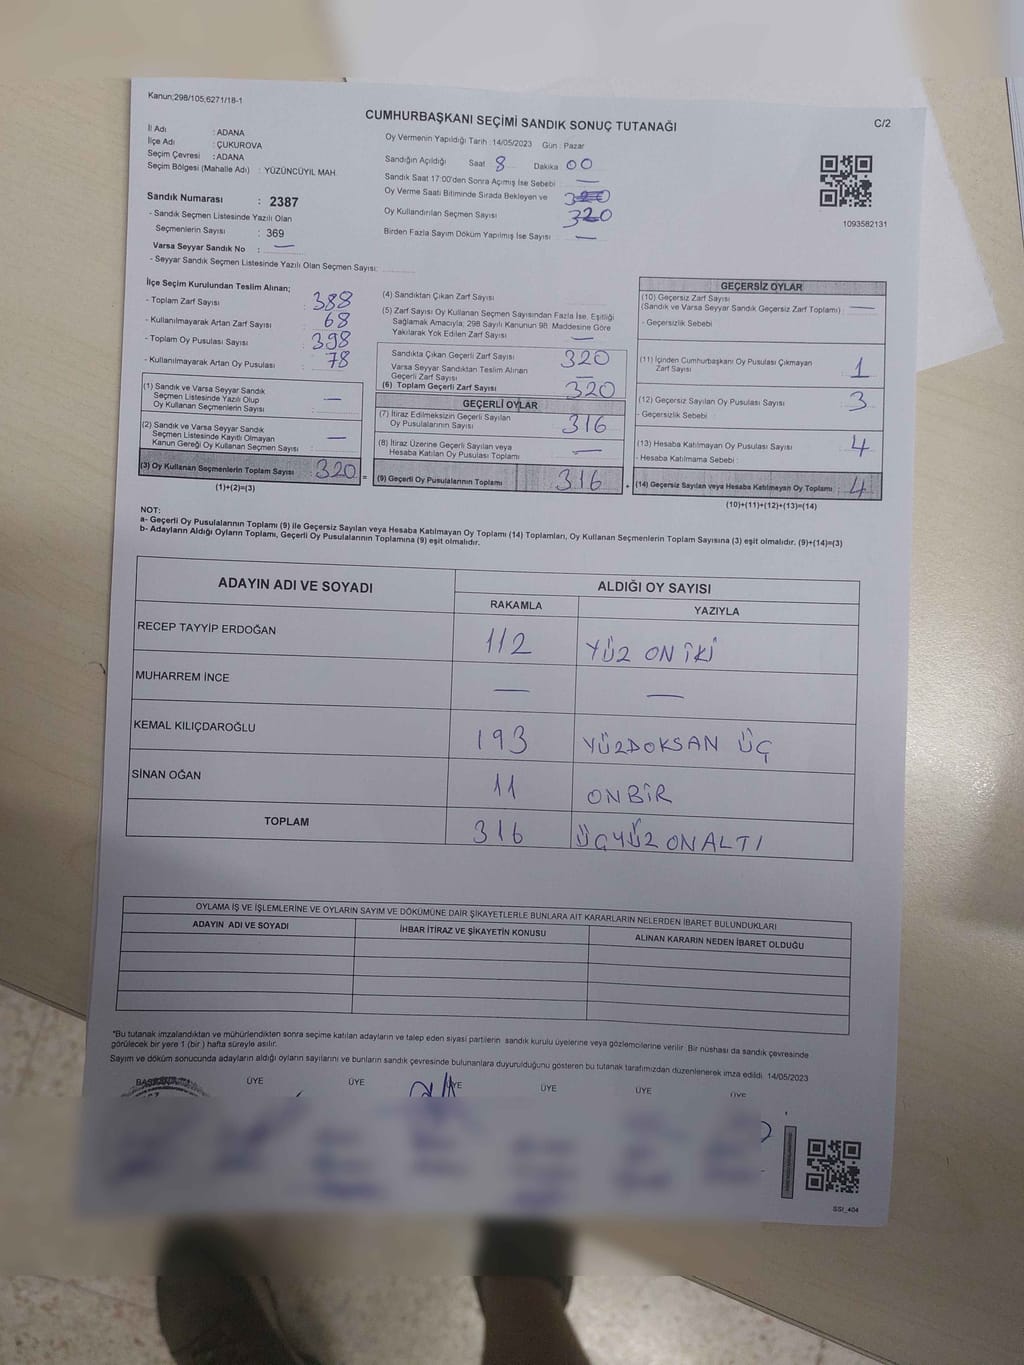 Kanun;298/105,6271/18-1
CUMHURBAŞKANI SEÇİMİ SANDIK SONUÇ TUTANAĞI
C/2
İl Adı : ADANA
İlçe Adı : ÇUKUROVA
Seçim Çevresi : ADANA
Seçim Bölgesi (Mahalle Adı) : YÜZÜNCÜYIL MAH.
Sandık Numarası : 2387
- Sandık Seçmen Listesinde Yazılı Olan
Seçmenlerin Sayısı : 369
Varsa Seyyar Sandık No : —
- Seyyar Sandık Seçmen Listesinde Yazılı Olan Seçmen Sayısı:
Oy Vermenin Yapıldığı Tarih : 14/05/2023 Gün : Pazar
Sandığın Açıldığı Saat 8 Dakika 00
Sandık Saat 17:00'den Sonra Açımış İse Sebebi : —
Oy Verme Saati Bitiminde Sırada Bekleyen ve
Oy Kullandırılan Seçmen Sayısı 320
Birden Fazla Sayım Döküm Yapılmış İse Sayısı : —
1093582131
İlçe Seçim Kurulundan Teslim Alınan;
- Toplam Zarf Sayısı : 388
- Kullanılmayarak Artan Zarf Sayısı : 68
- Toplam Oy Pusulası Sayısı : 398
- Kullanılmayarak Artan Oy Pusulası : 78
(1) Sandık ve Varsa Seyyar Sandık
Seçmen Listesinde Yazılı Olup
Oy Kullanan Seçmenlerin Sayısı : —
(2) Sandık ve Varsa Seyyar Sandık
Seçmen Listesinde Kayıtlı Olmayan
Kanun Gereği Oy Kullanan Seçmen Sayısı : —
(3) Oy Kullanan Seçmenlerin Toplam Sayısı : 320 =
(1)+(2)=(3)
(4) Sandıktan Çıkan Zarf Sayısı :
(5) Zarf Sayısı Oy Kullanan Seçmen Sayısından Fazla İse, Eşitliği
Sağlamak Amacıyla; 298 Sayılı Kanunun 98. Maddesine Göre
Yakılarak Yok Edilen Zarf Sayısı : —
Sandıkta Çıkan Geçerli Zarf Sayısı : 320
Varsa Seyyar Sandıktan Teslim Alınan
Geçerli Zarf Sayısı : —
(6) Toplam Geçerli Zarf Sayısı 320
GEÇERLİ OYLAR
(7) İtiraz Edilmeksizin Geçerli Sayılan
Oy Pusulalarının Sayısı : 316
(8) İtiraz Üzerine Geçerli Sayılan veya
Hesaba Katılan Oy Pusulası Toplamı : —
(9) Geçerli Oy Pusulalarının Toplamı 316 +
GEÇERSİZ OYLAR
(10) Geçersiz Zarf Sayısı
(Sandık ve Varsa Seyyar Sandık Geçersiz Zarf Toplamı) : —
- Geçersizlik Sebebi :
(11) İçinden Cumhurbaşkanı Oy Pusulası Çıkmayan
Zarf Sayısı : 1
(12) Geçersiz Sayılan Oy Pusulası Sayısı : 3
- Geçersizlik Sebebi :
(13) Hesaba Katılmayan Oy Pusulası Sayısı : 4
- Hesaba Katılmama Sebebi :
(14) Geçersiz Sayılan veya Hesaba Katılmayan Oy Toplamı : 4
(10)+(11)+(12)+(13)=(14)
NOT:
a- Geçerli Oy Pusulalarının Toplamı (9) ile Geçersiz Sayılan veya Hesaba Katılmayan Oy Toplamı (14) Toplamları, Oy Kullanan Seçmenlerin Toplam Sayısına (3) eşit olmalıdır. (9)+(14)=(3)
b- Adayların Aldığı Oyların Toplamı, Geçerli Oy Pusulalarının Toplamına (9) eşit olmalıdır.
ADAYIN ADI VE SOYADI
ALDIĞI OY SAYISI
RAKAMLA YAZIYLA
RECEP TAYYİP ERDOĞAN 112 YÜZ ON İKİ
MUHARREM İNCE — —
KEMAL KILIÇDAROĞLU 193 YÜZDOKSAN ÜÇ
SİNAN OĞAN 11 ONBİR
TOPLAM 316 ÜÇYÜZ ONALTI
OYLAMA İŞ VE İŞLEMLERİNE VE OYLARIN SAYIM VE DÖKÜMÜNE DAİR ŞİKAYETLERLE BUNLARA AİT KARARLARIN NELERDEN İBARET BULUNDUKLARI
ADAYIN ADI VE SOYADI İHBAR İTİRAZ VE ŞİKAYETİN KONUSU ALINAN KARARIN NEDEN İBARET OLDUĞU
*Bu tutanak imzalandıktan ve mühürlendikten sonra seçime katılan adayların ve talep eden siyasi partilerin sandık kurulu üyelerine veya gözlemcilerine verilir. Bir nüshası da sandık çevresinde
görülecek bir yere 1 (bir ) hafta süreyle asılır.
Sayım ve döküm sonucunda adayların aldığı oyların sayılarını ve bunların sandık çevresinde bulunanlara duyurulduğunu gösteren bu tutanak tarafımızdan düzenlenerek imza edildi. 14/05/2023
BAŞKAN ÜYE ÜYE ÜYE ÜYE ÜYE ÜYE
SSI_404